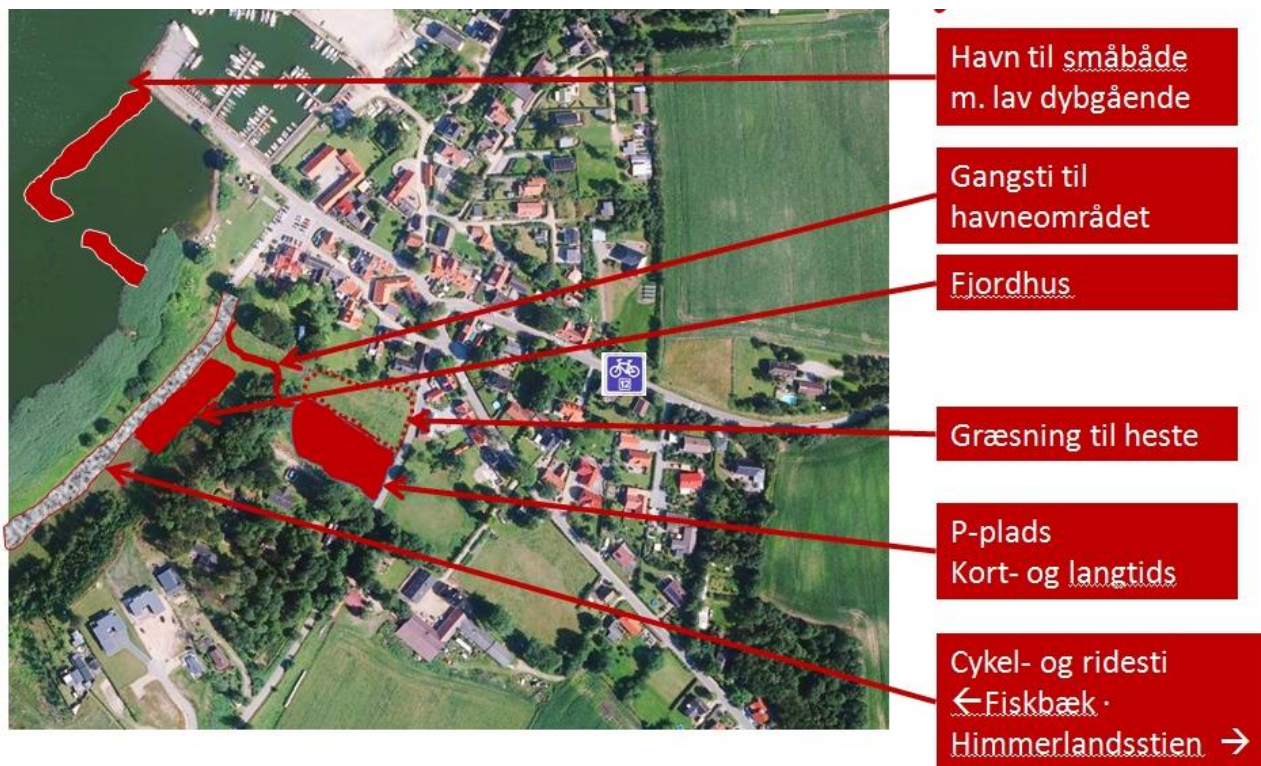 Havn til småbåde
m. lav dybgående
Gangsti til
havneområdet
Fjordhus
12
Græsning til heste
P-plads
Kort- og langtids
Cykel- og ridesti
←Fiskbæk ·
Himmerlandsstien →